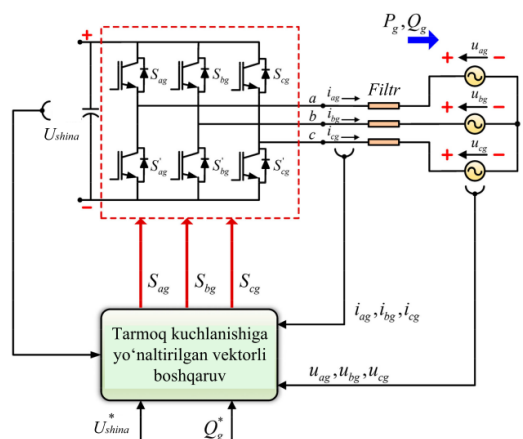 P_g, Q_g
+
u_ag
+ −
S_ag S_bg S_cg
a i_ag Filtr
u_bg
+ −
b i_bg
U_shina
c i_cg
u_cg
+ −
S'_ag S'_bg S'_cg
−
S_ag S_bg S_cg
i_ag, i_bg, i_cg
Tarmoq kuchlanishiga
yo‘naltirilgan vektorli
boshqaruv
u_ag, u_bg, u_cg
U*_shina Q*_g